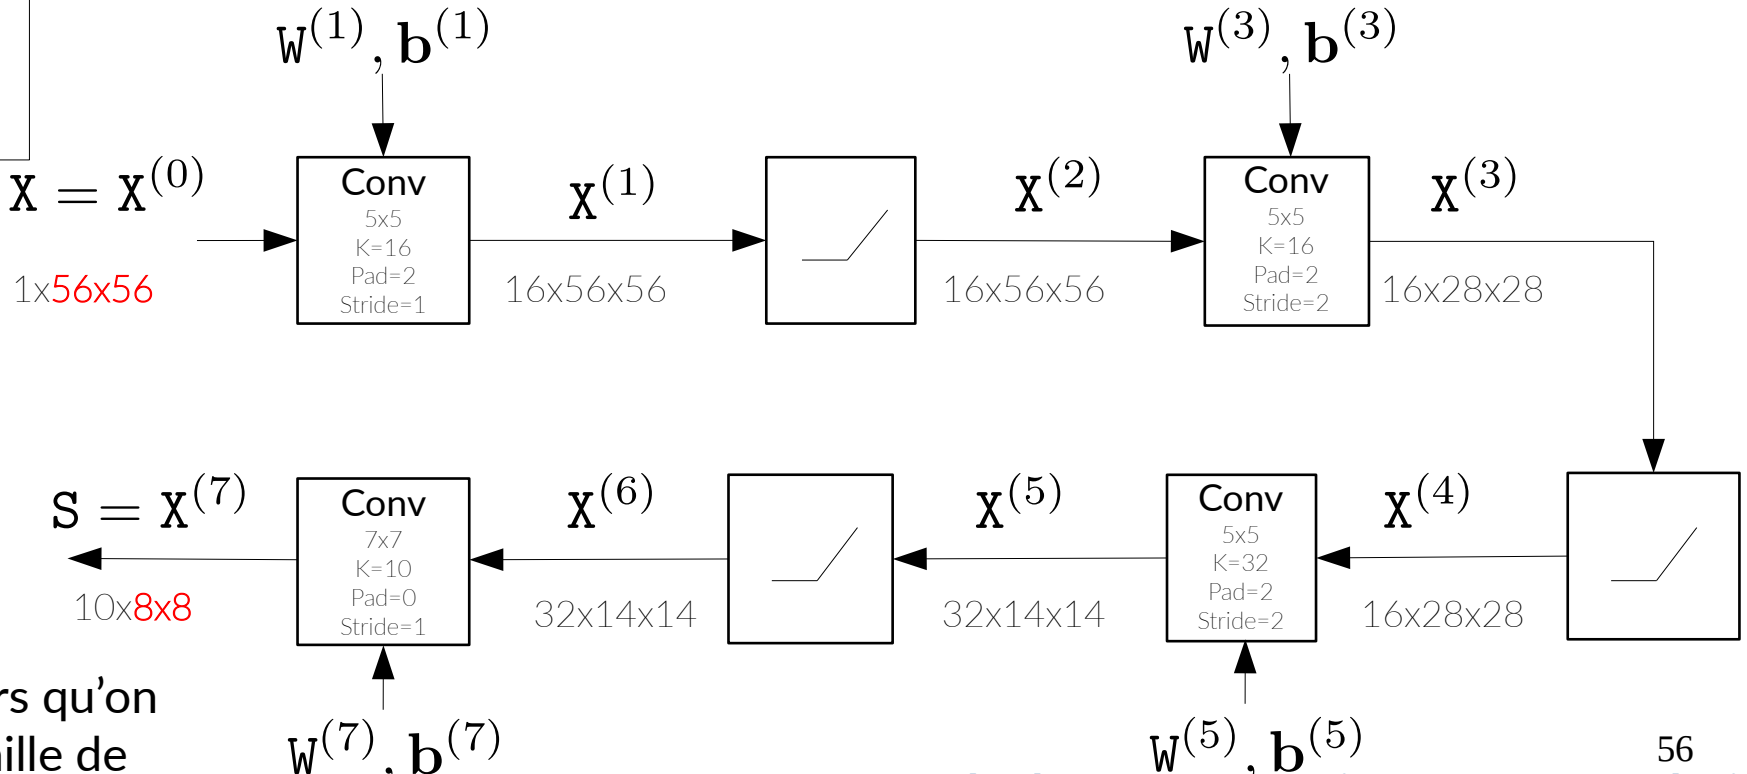 W^(1), b^(1)
W^(3), b^(3)
X = X^(0)
1x56x56
Conv
5x5
K=16
Pad=2
Stride=1
X^(1)
16x56x56
X^(2)
16x56x56
Conv
5x5
K=16
Pad=2
Stride=2
X^(3)
16x28x28
S = X^(7)
10x8x8
Conv
7x7
K=10
Pad=0
Stride=1
X^(6)
32x14x14
X^(5)
32x14x14
Conv
5x5
K=32
Pad=2
Stride=2
X^(4)
16x28x28
W^(7), b^(7)
W^(5), b^(5)
qu’on
de
56